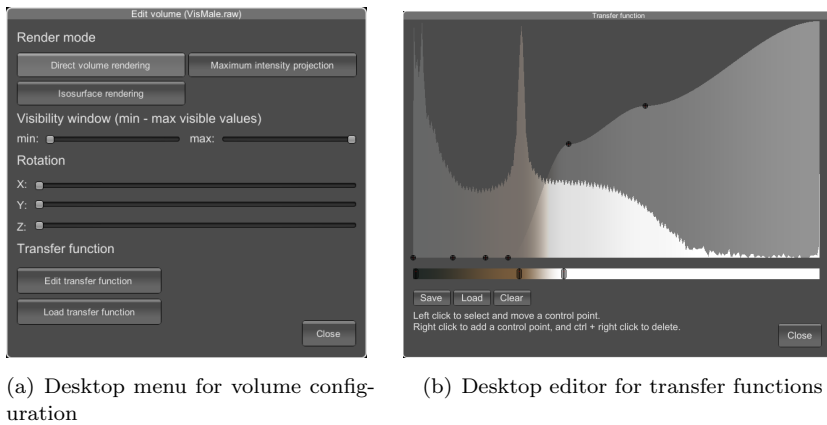 Edit volume (VisMale.raw)
Render mode
Direct volume rendering
Maximum intensity projection
Isosurface rendering
Visibility window (min - max visible values)
min:
max:
Rotation
X:
Y:
Z:
Transfer function
Edit transfer function
Load transfer function
Close
(a) Desktop menu for volume config-
uration
Transfer function
Save
Load
Clear
Left click to select and move a control point.
Right click to add a control point, and ctrl + right click to delete.
Close
(b) Desktop editor for transfer functions